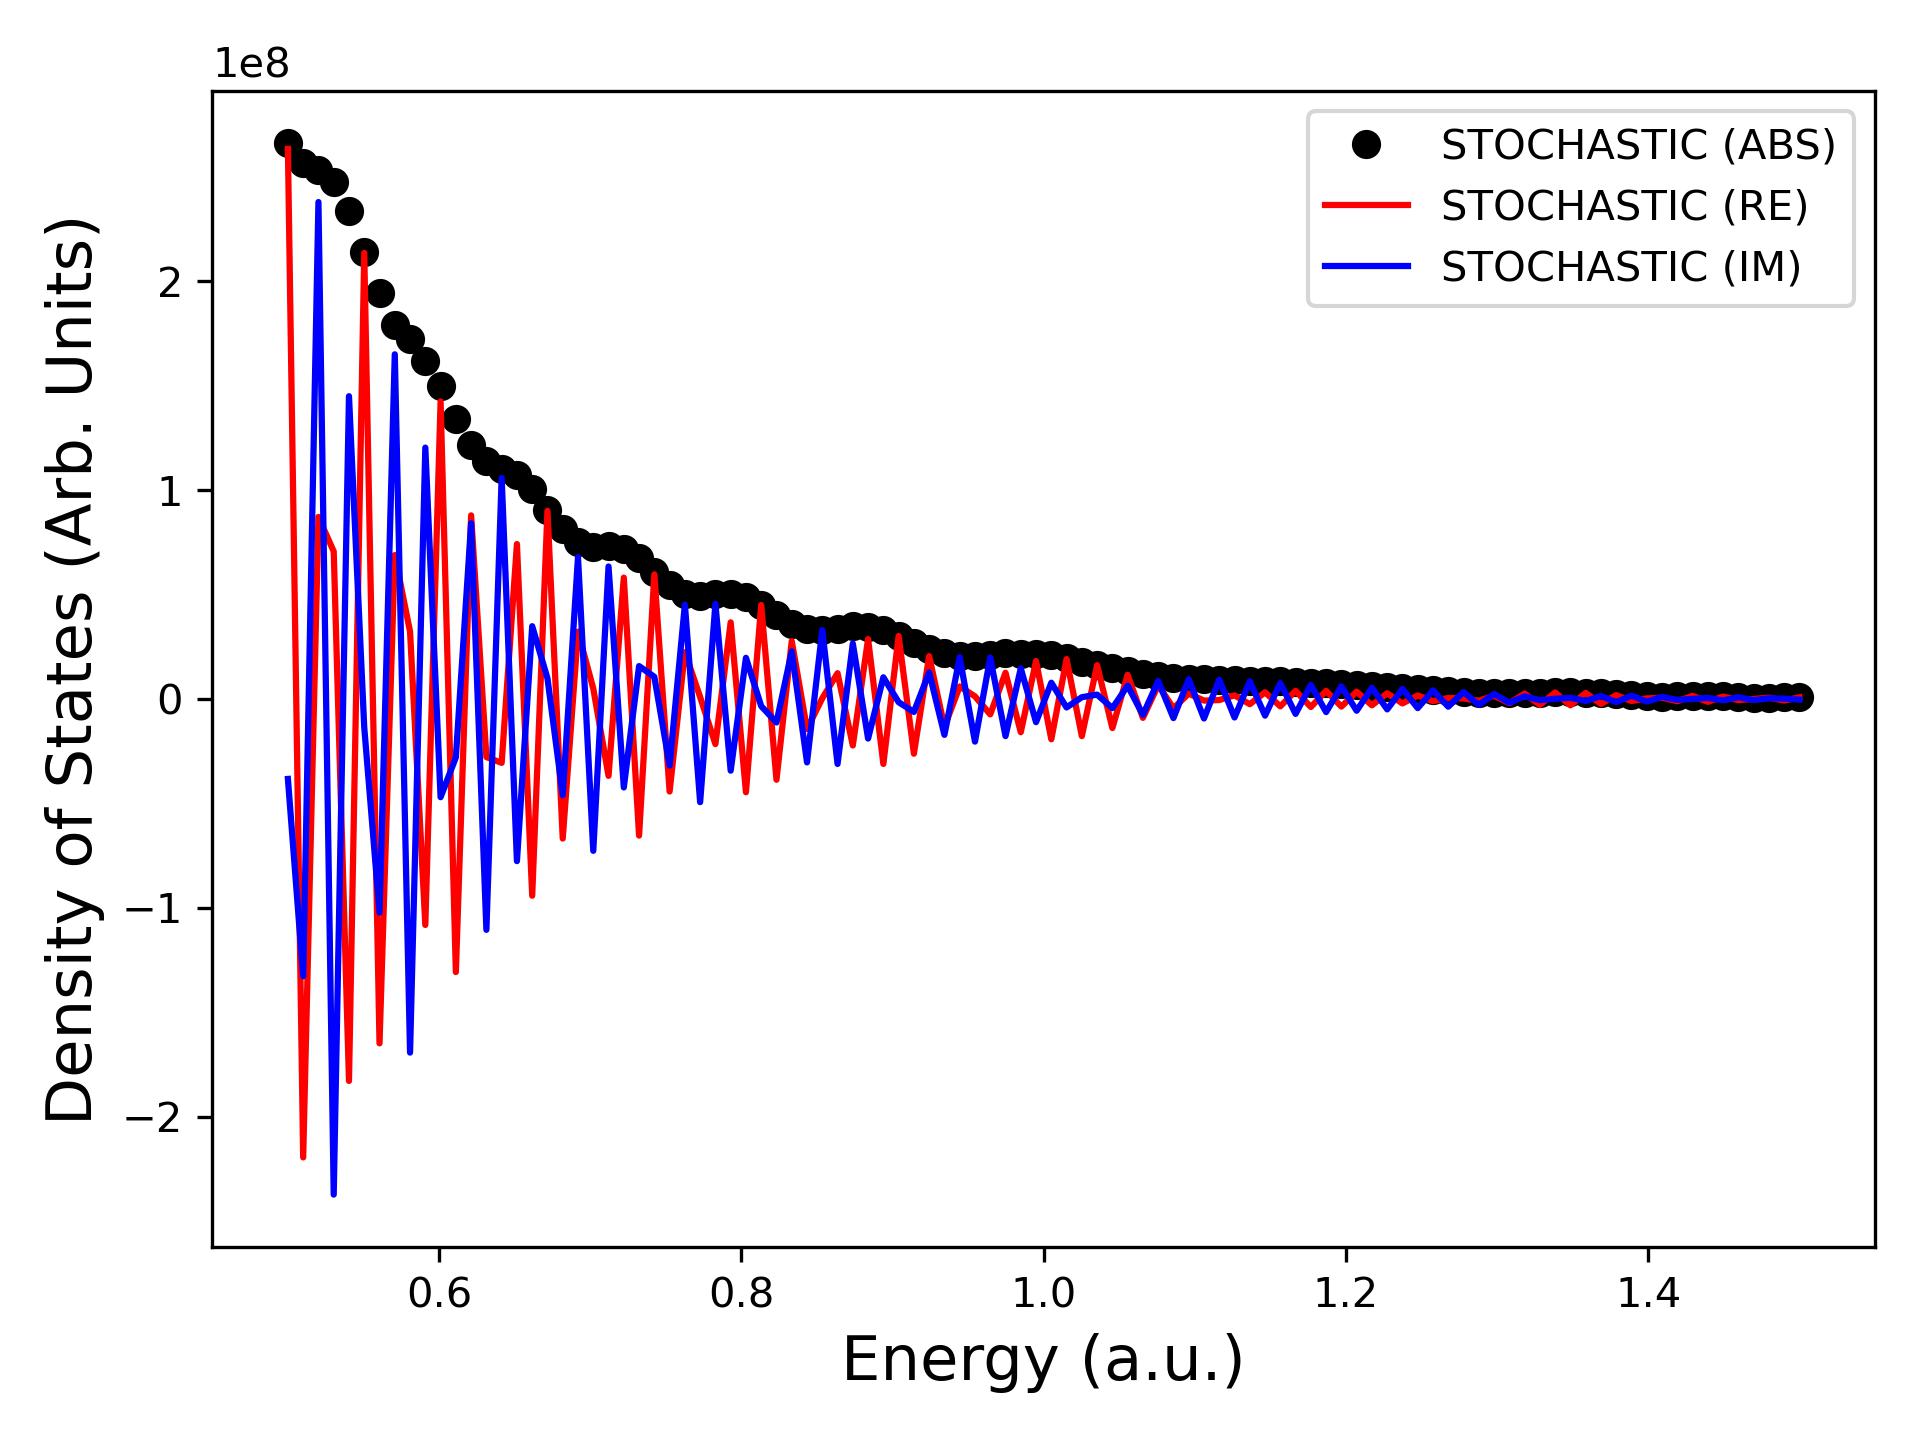 1e8
STOCHASTIC (ABS)
STOCHASTIC (RE)
STOCHASTIC (IM)
Density of States (Arb. Units)
2
1
0
−1
−2
0.6 0.8 1.0 1.2 1.4
Energy (a.u.)